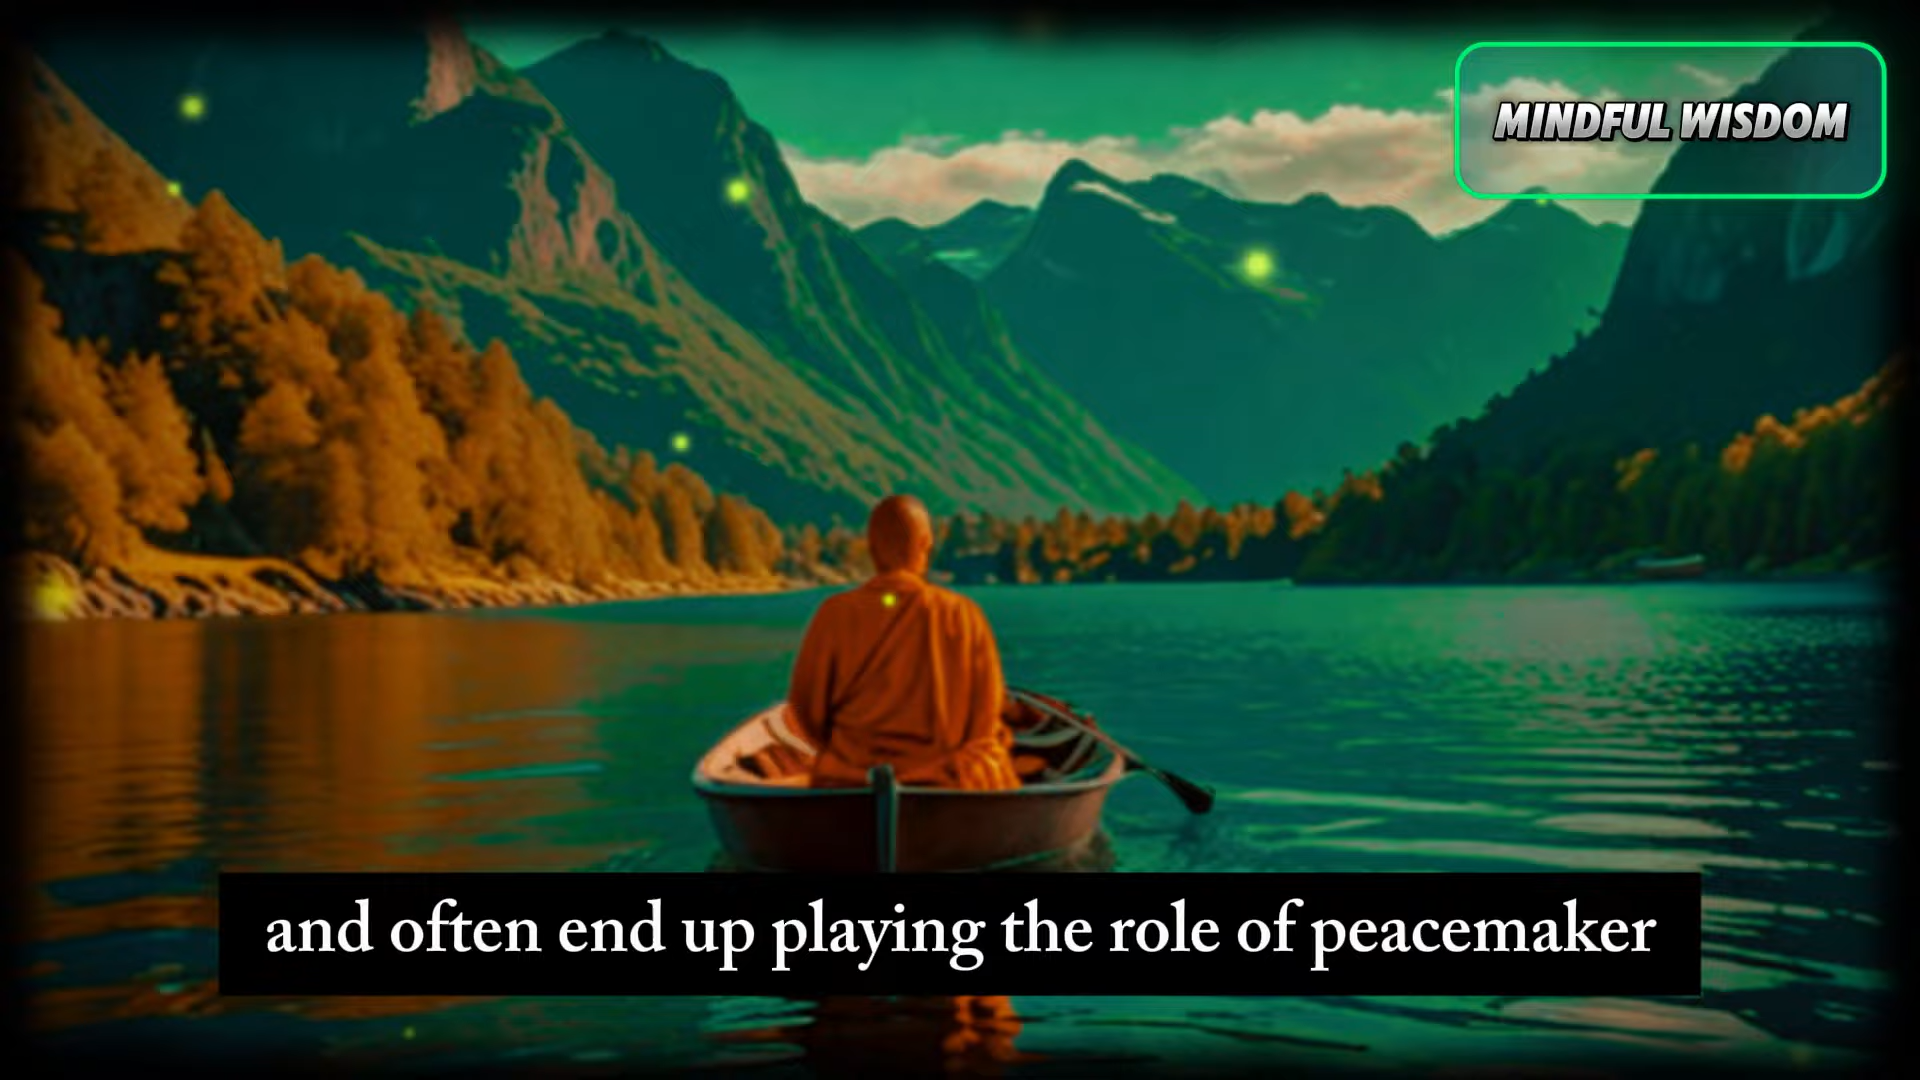 MINDFUL WISDOM
and often end up playing the role of peacemaker